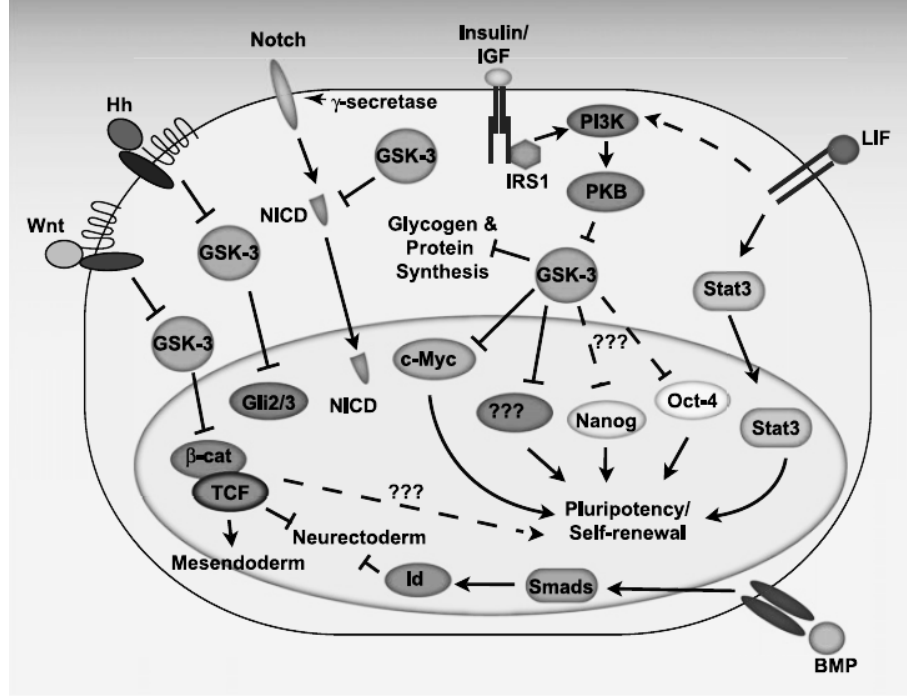 Notch
Insulin/
IGF
γ-secretase
Hh
PI3K
LIF
GSK-3
IRS1
NICD
PKB
Wnt
Glycogen &
Protein
Synthesis
GSK-3
GSK-3
Stat3
GSK-3
???
c-Myc
Gli2/3
NICD
???
Nanog
Oct-4
Stat3
β-cat
TCF
???
Pluripotency/
Self-renewal
Neurectoderm
Mesendoderm
Id
Smads
BMP